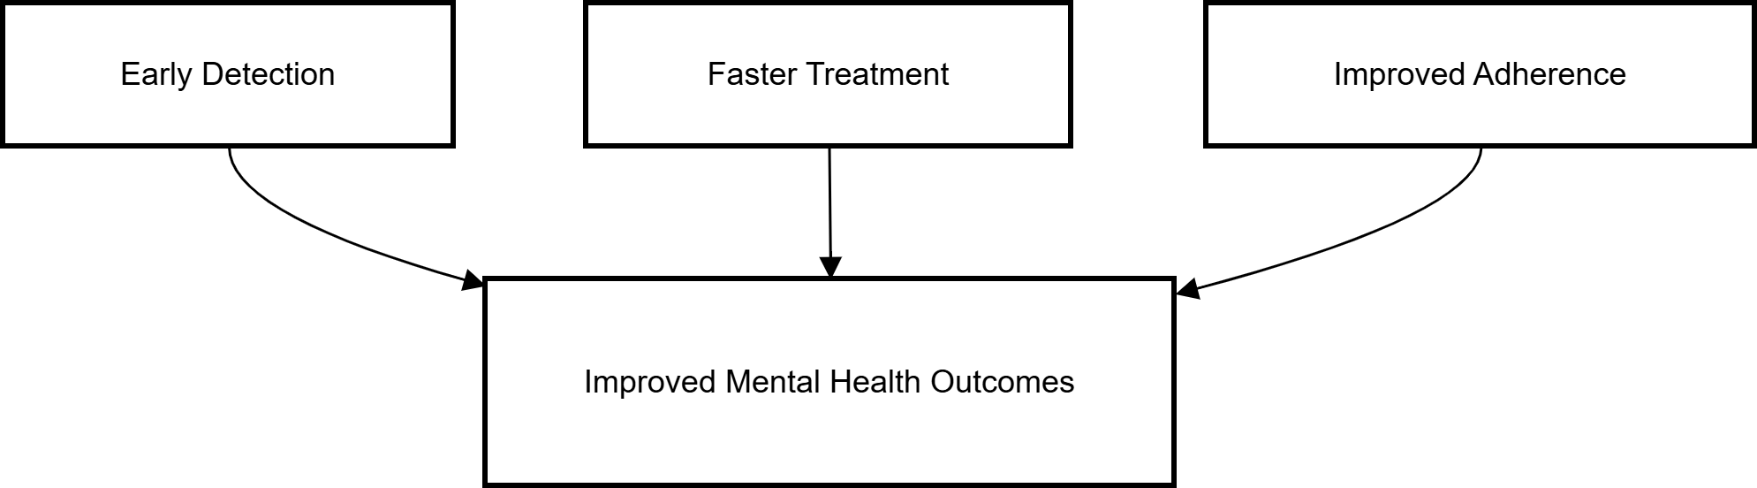 Early Detection
Faster Treatment
Improved Adherence
Improved Mental Health Outcomes